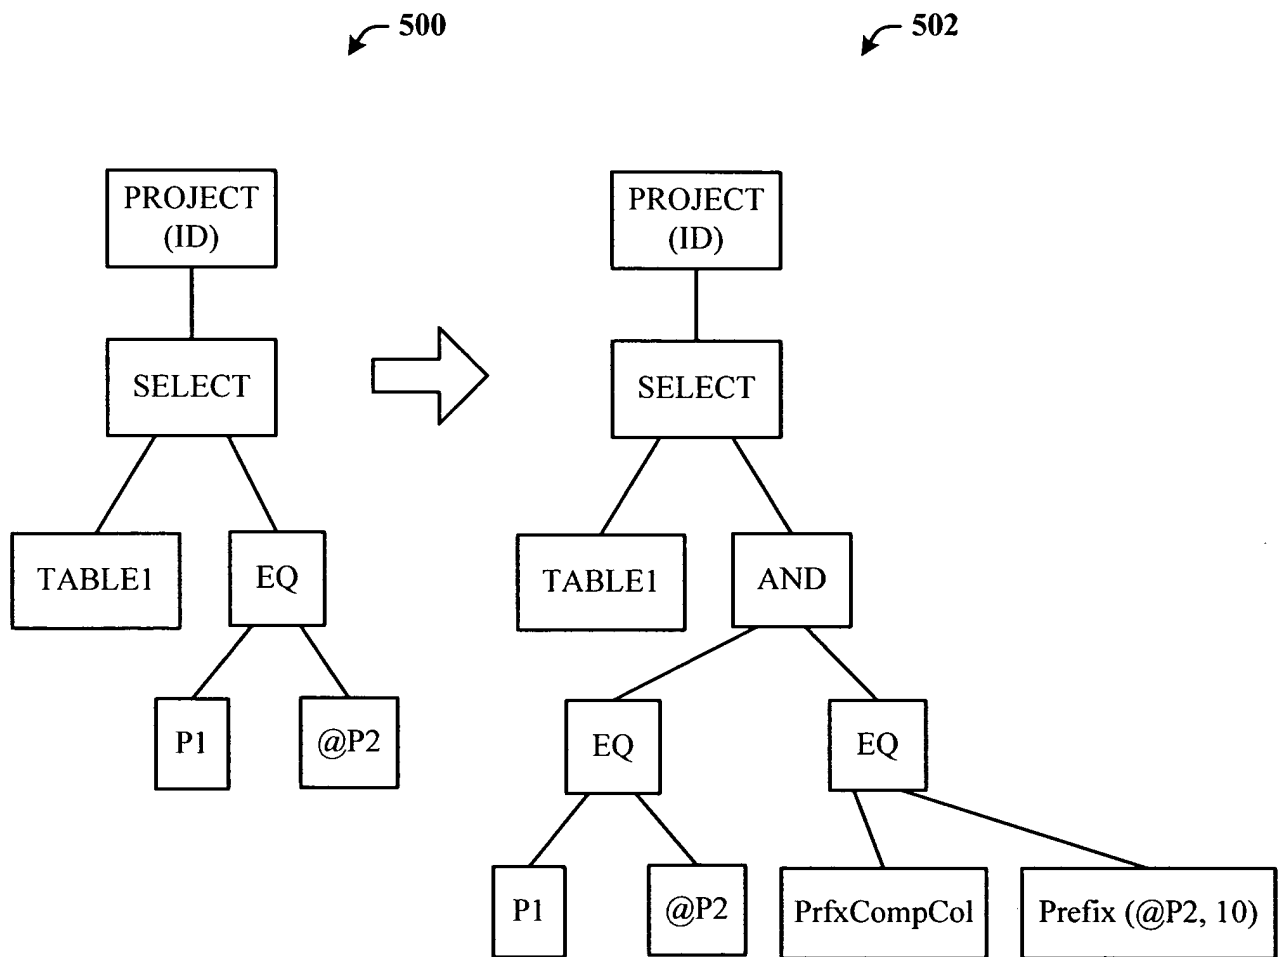 500
502
PROJECT
(ID)
SELECT
TABLE1
EQ
P1
@P2
PROJECT
(ID)
SELECT
TABLE1
AND
EQ
EQ
P1
@P2
PrfxCompCol
Prefix (@P2, 10)